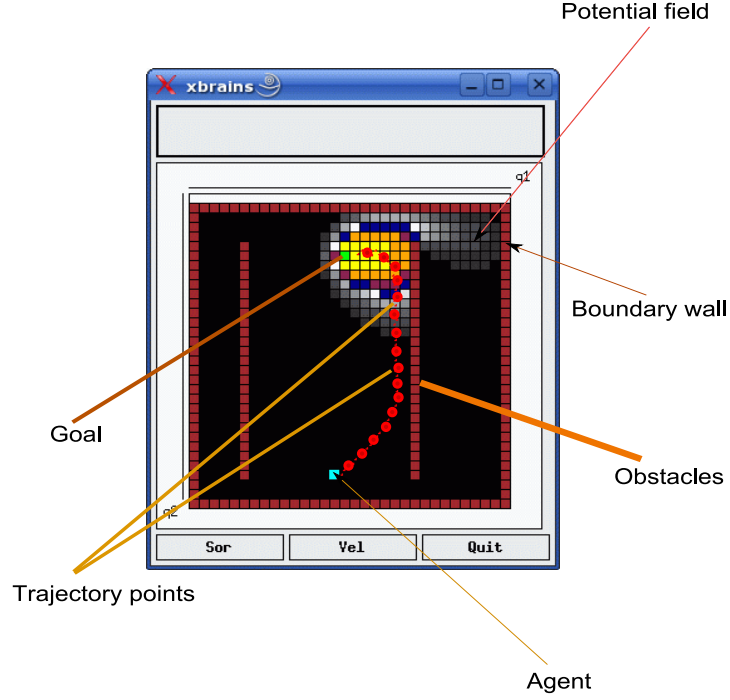 Potential field
xbrains
q1
Boundary wall
Goal
Obstacles
q2
Sor
Vel
Quit
Trajectory points
Agent